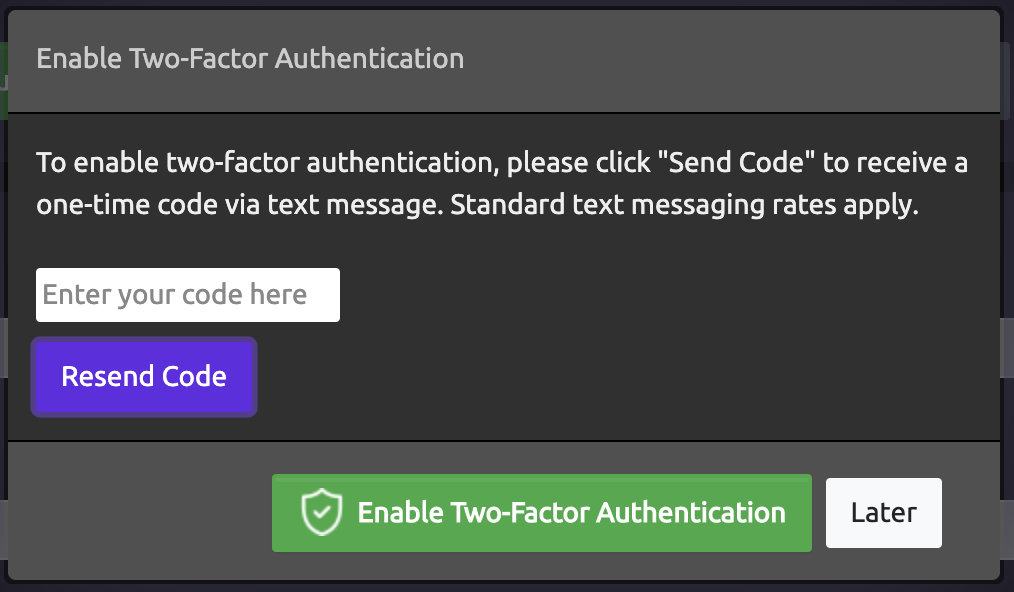 Enable Two-Factor Authentication
To enable two-factor authentication, please click "Send Code" to receive a
one-time code via text message. Standard text messaging rates apply.
Enter your code here
Resend Code
Enable Two-Factor Authentication
Later